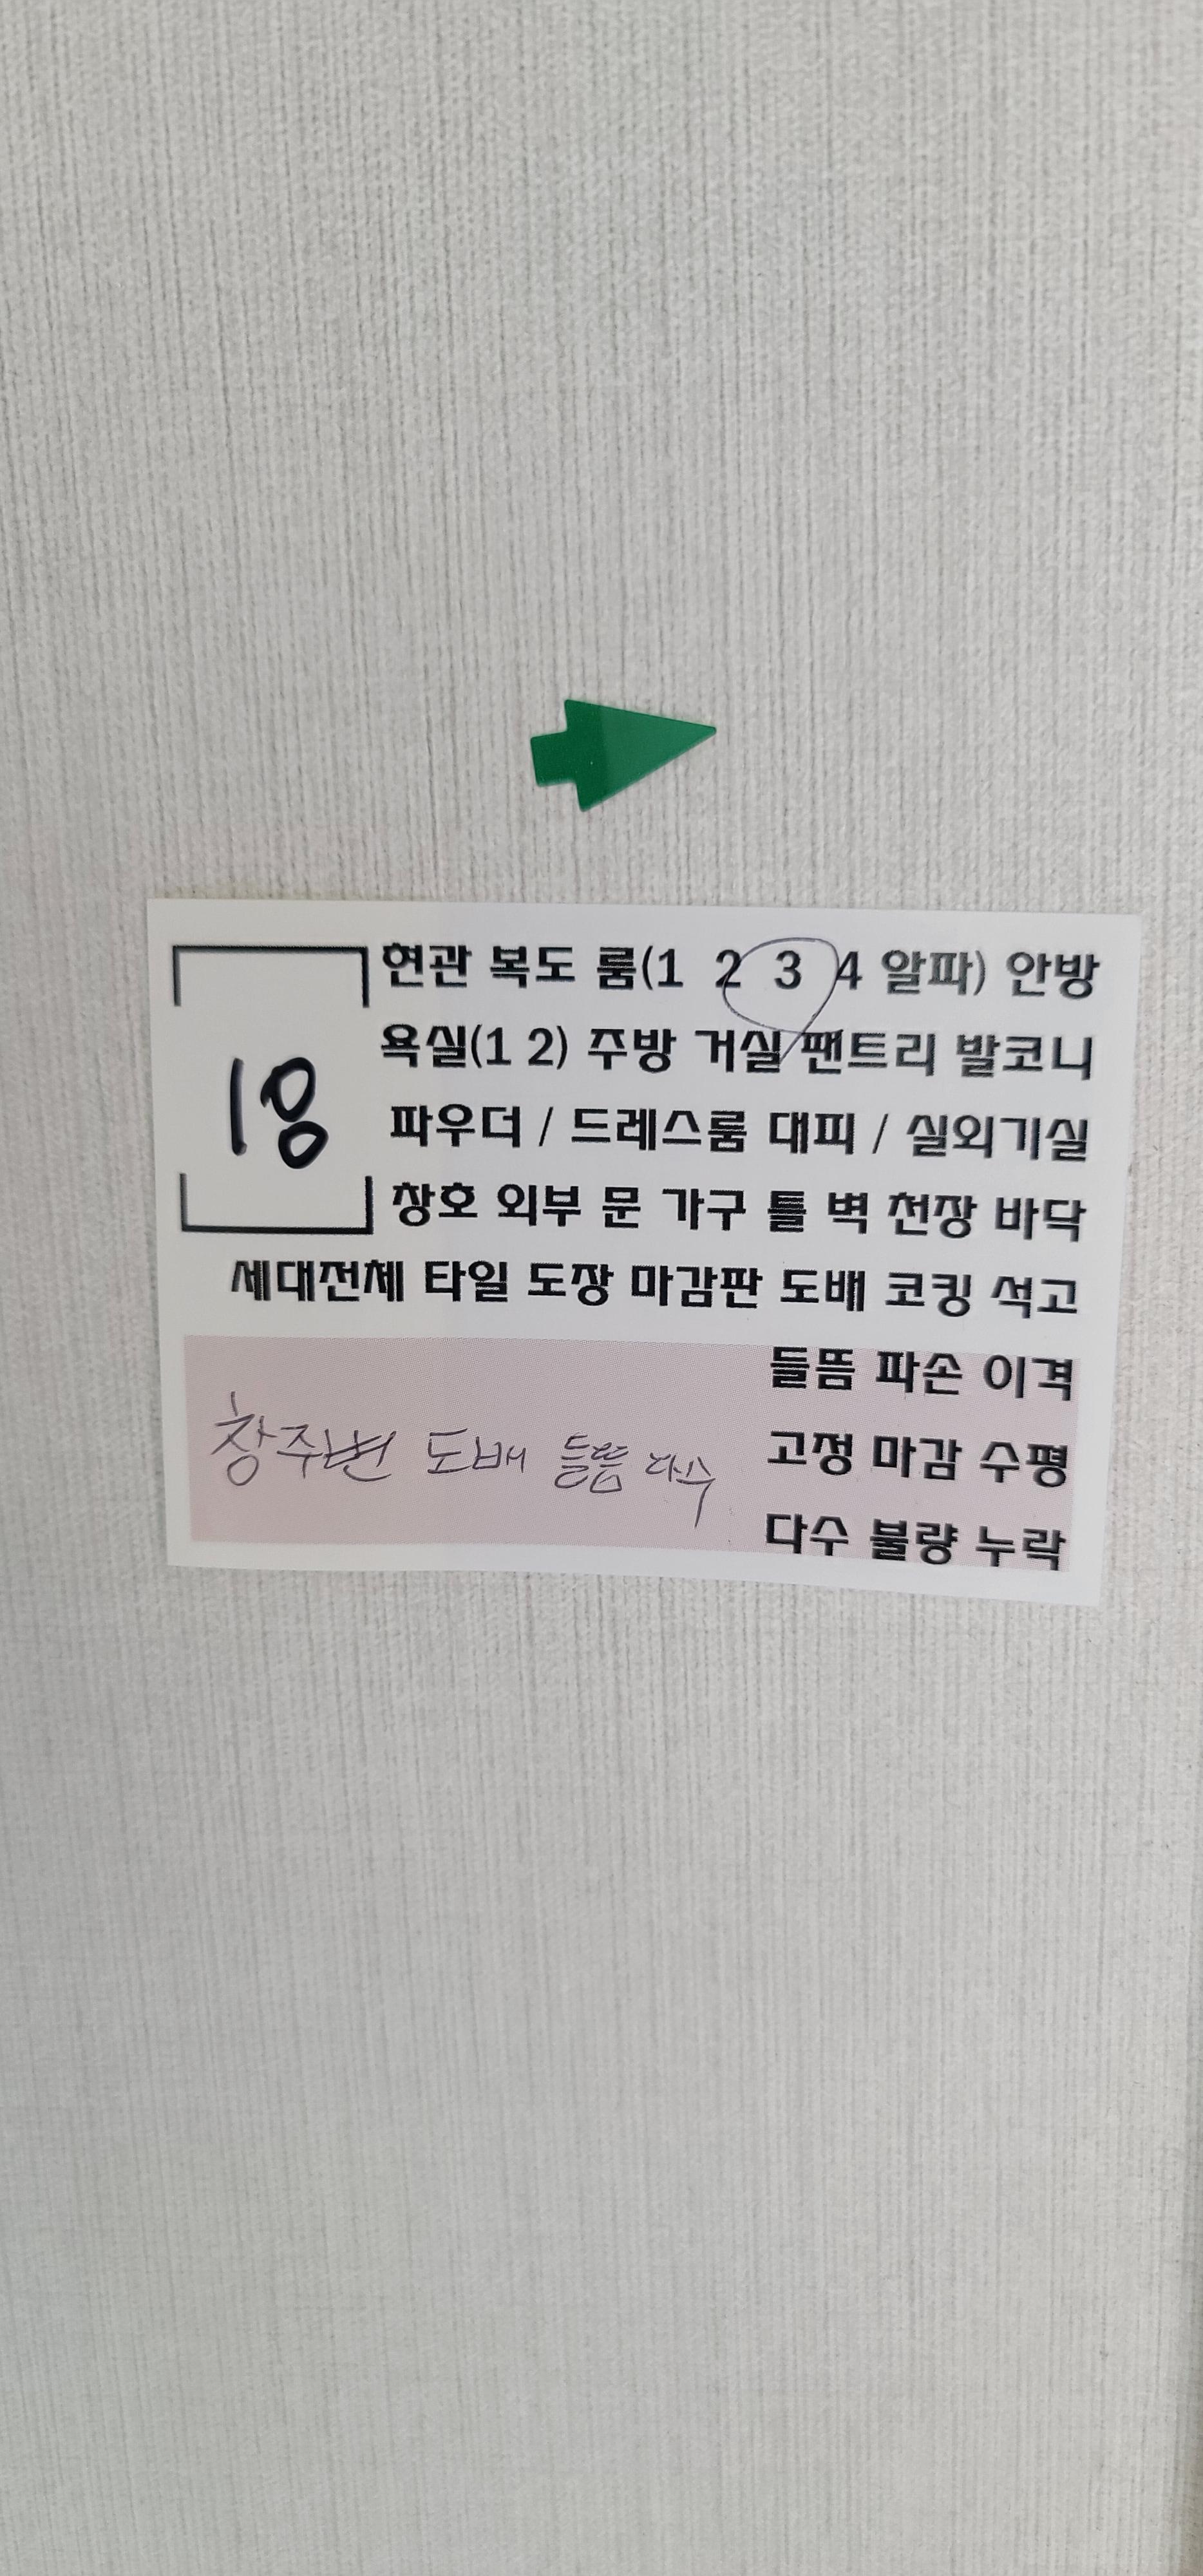 현관 복도 룸(1 2 3 4 알파) 안방
욕실(1 2) 주방 거실 팬트리 발코니
18
파우더 / 드레스룸 대피 / 실외기실
창호 외부 문 가구 틀 벽 천장 바닥
세대전체 타일 도장 마감판 도배 코킹 석고
들뜸 파손 이격
창주변 도배 들뜸 다수
고정 마감 수평
다수 불량 누락